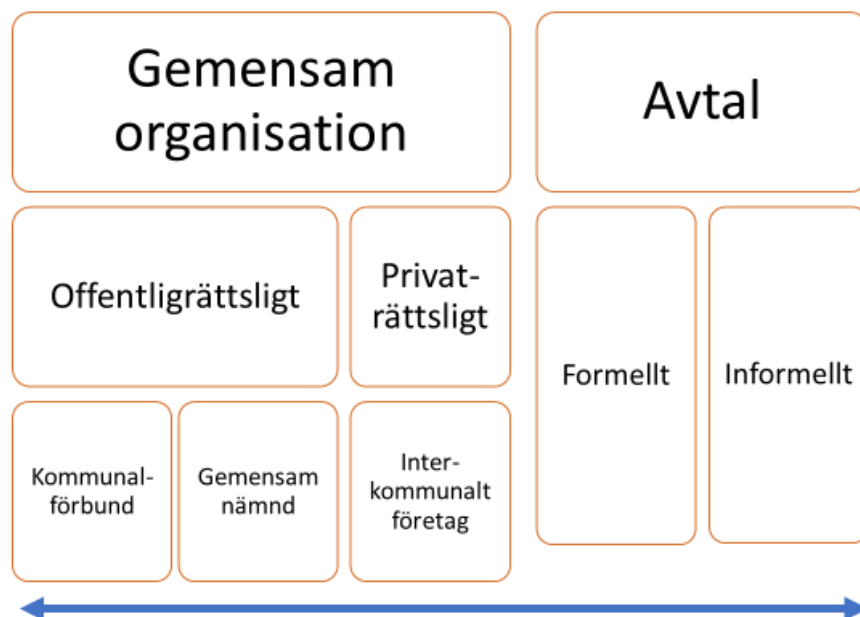 Gemensam
organisation
Avtal
Offentligrättsligt
Privat-
rättsligt
Formellt
Informellt
Kommunal-
förbund
Gemensam
nämnd
Inter-
kommunalt
företag